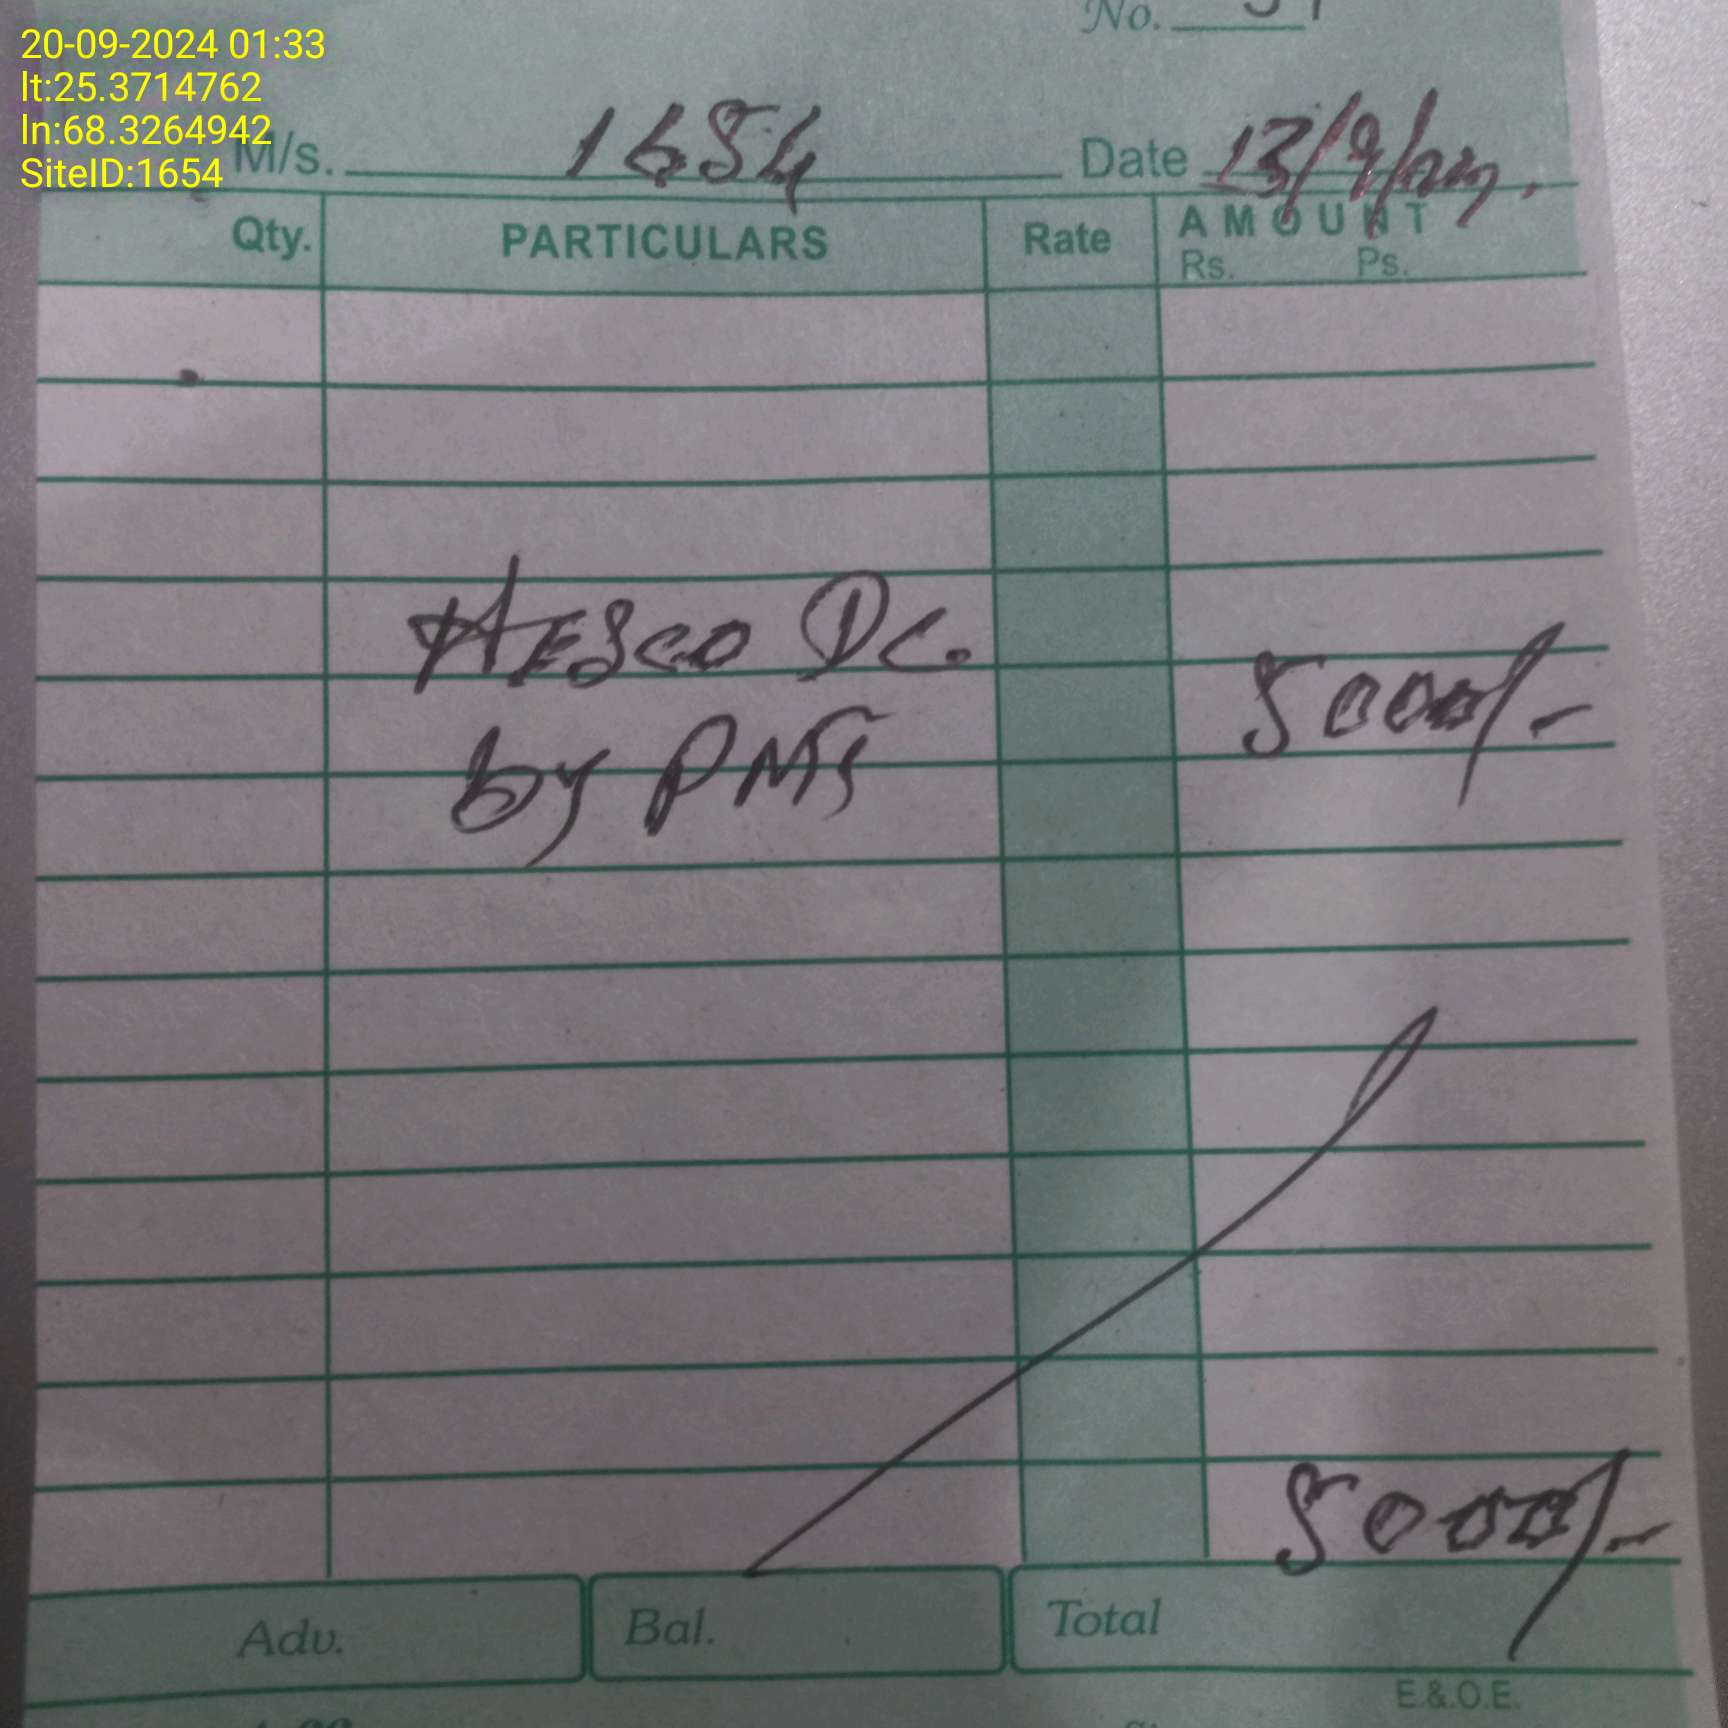 No.
20-09-2024 01:33
lt:25.3714762
ln:68.3264942
SiteID:1654
M/s. 1654 Date 13/9/
Qty. PARTICULARS Rate AMOUNT
Rs. Ps.
HESCO DC.
by PMS
5000/-
5000/-
Adv. Bal. Total
E.&.O.E.